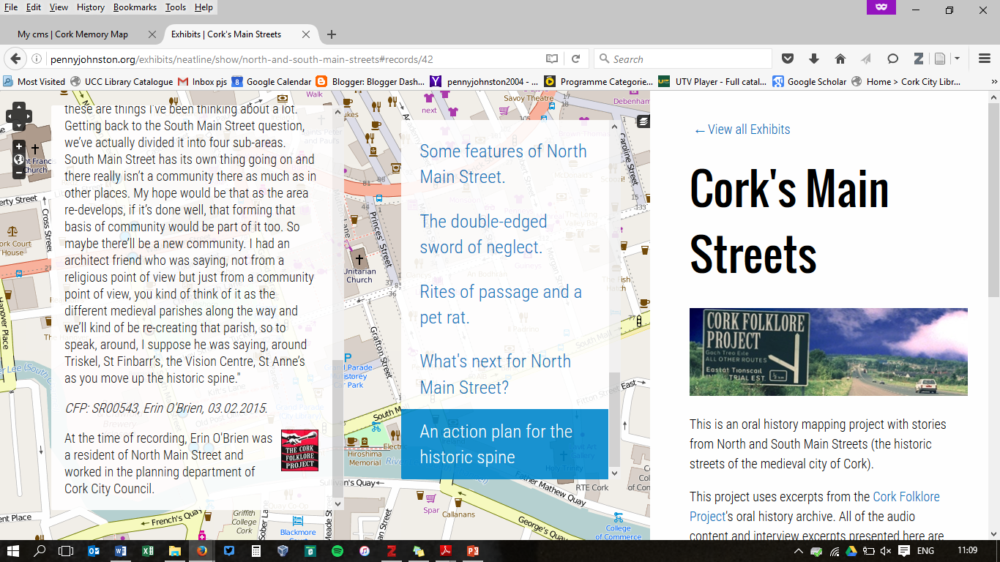 File Edit View History Bookmarks Tools Help
My cms | Cork Memory Map
Exhibits | Cork's Main Streets
pennyjohnston.org/exhibits/neatline/show/north-and-south-main-streets#records/42
Search
Most Visited UCC Library Catalogue Inbox pjs Google Calendar Blogger: Blogger Dash... pennyjohnston2004 - ... Programme Categorie... UTV Player - Full catal... Google Scholar Home > Cork City Libr...
these are things I've been thinking about a lot.
Getting back to the South Main Street question,
we've actually divided it into four sub-areas.
South Main Street has its own thing going on and
there really isn't a community there as much as in
other places. My hope would be that as the area
re-develops, if it's done well, that forming that
basis of community would be part of it too. So
maybe there'll be a new community. I had an
architect friend who was saying, not from a
religious point of view but just from a community
point of view, you kind of think of it as the
different medieval parishes along the way and
we'll kind of be re-creating that parish, so to
speak, around, I suppose he was saying, around
Triskel, St Finbarr's, the Vision Centre, St Anne's
as you move up the historic spine."
CFP: SR00543, Erin O'Brien, 03.02.2015.
At the time of recording, Erin O'Brien was
a resident of North Main Street and
worked in the planning department of
Cork City Council.
THE CORK
FOLKLORE
PROJECT
Some features of North
Main Street.
The double-edged
sword of neglect.
Rites of passage and a
pet rat.
What's next for North
Main Street?
An action plan for the
historic spine
←View all Exhibits
Cork's Main
Streets
CORK FOLKLORE
PROJECT
Gach Treo Eile
ALL OTHER ROUTES
Eastát Tionscail
INDUSTRIAL EST.
This is an oral history mapping project with stories
from North and South Main Streets (the historic
streets of the medieval city of Cork).
This project uses excerpts from the Cork Folklore
Project's oral history archive. All of the audio
content and interview excerpts presented here are
Walk
next
Savoy Theatre
Debenham
Caroline Street
Princes' Street
Unitarian
Church
Grafton Street
Cross Street
Court
House
Hanover Place
South Mall
Fitton Street East
Hiroshima
Memorial
Holy Trinity
RTE Cork
Father Mathew Quay
Spar
Callanans
George's Quay
French's Quay
Griffith
College
Cork
Blackmore
College
of Commerce
ENG
11:09